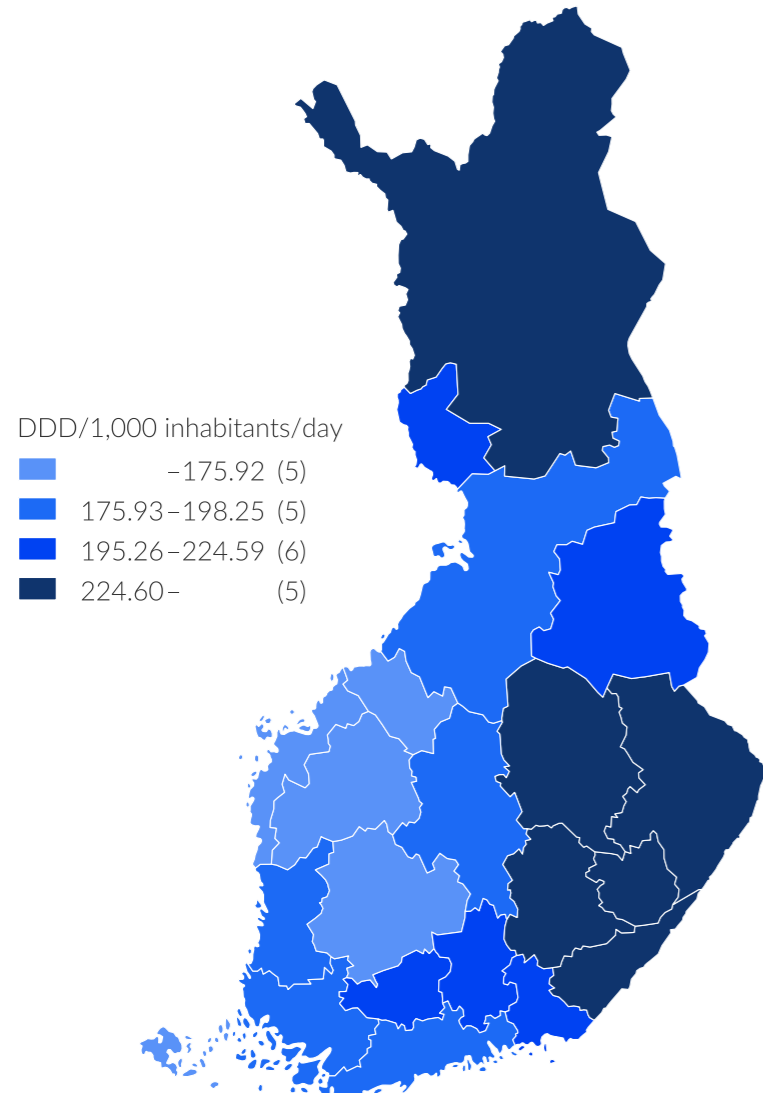 DDD/1,000 inhabitants/day
–175.92 (5)
175.93–198.25 (5)
195.26–224.59 (6)
224.60– (5)